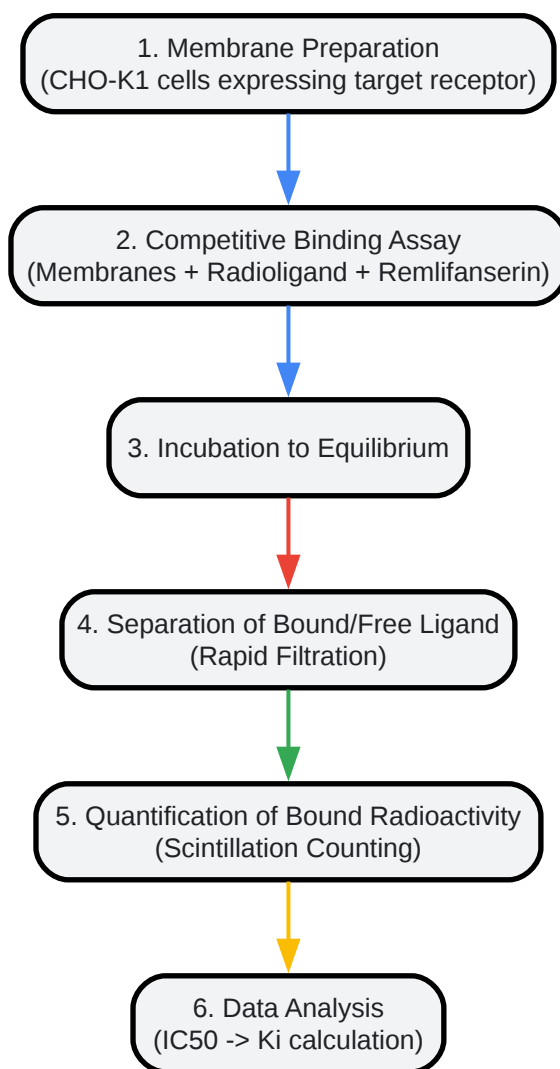 1. Membrane Preparation
(CHO-K1 cells expressing target receptor)
2. Competitive Binding Assay
(Membranes + Radioligand + Remlifanserin)
3. Incubation to Equilibrium
4. Separation of Bound/Free Ligand
(Rapid Filtration)
5. Quantification of Bound Radioactivity
(Scintillation Counting)
6. Data Analysis
(IC50 -> Ki calculation)